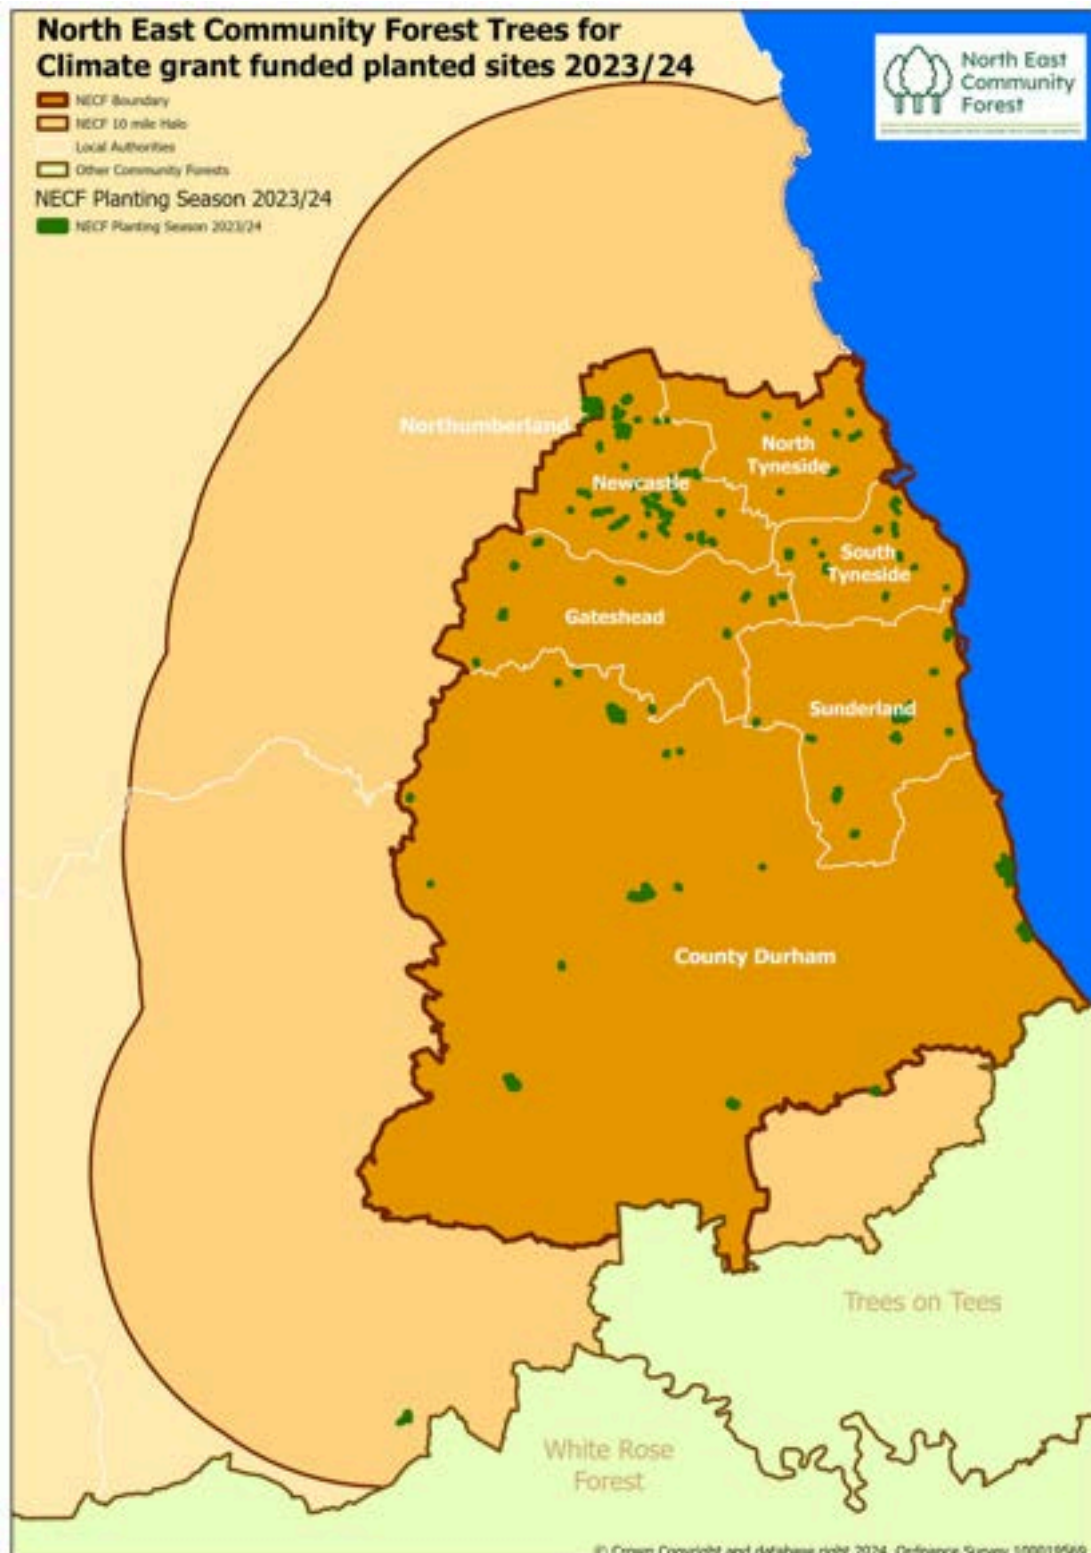 North East Community Forest Trees for
Climate grant funded planted sites 2023/24
NECF Boundary
NECF 10 mile Halo
Local Authorities
Other Community Forests
NECF Planting Season 2023/24
NECF Planting Season 2023/24
North East
Community
Forest
Northumberland
North
Tyneside
Newcastle
South
Tyneside
Gateshead
Sunderland
County Durham
Trees on Tees
White Rose
Forest
© Crown Copyright and database right 2024. Ordnance Survey 100019569